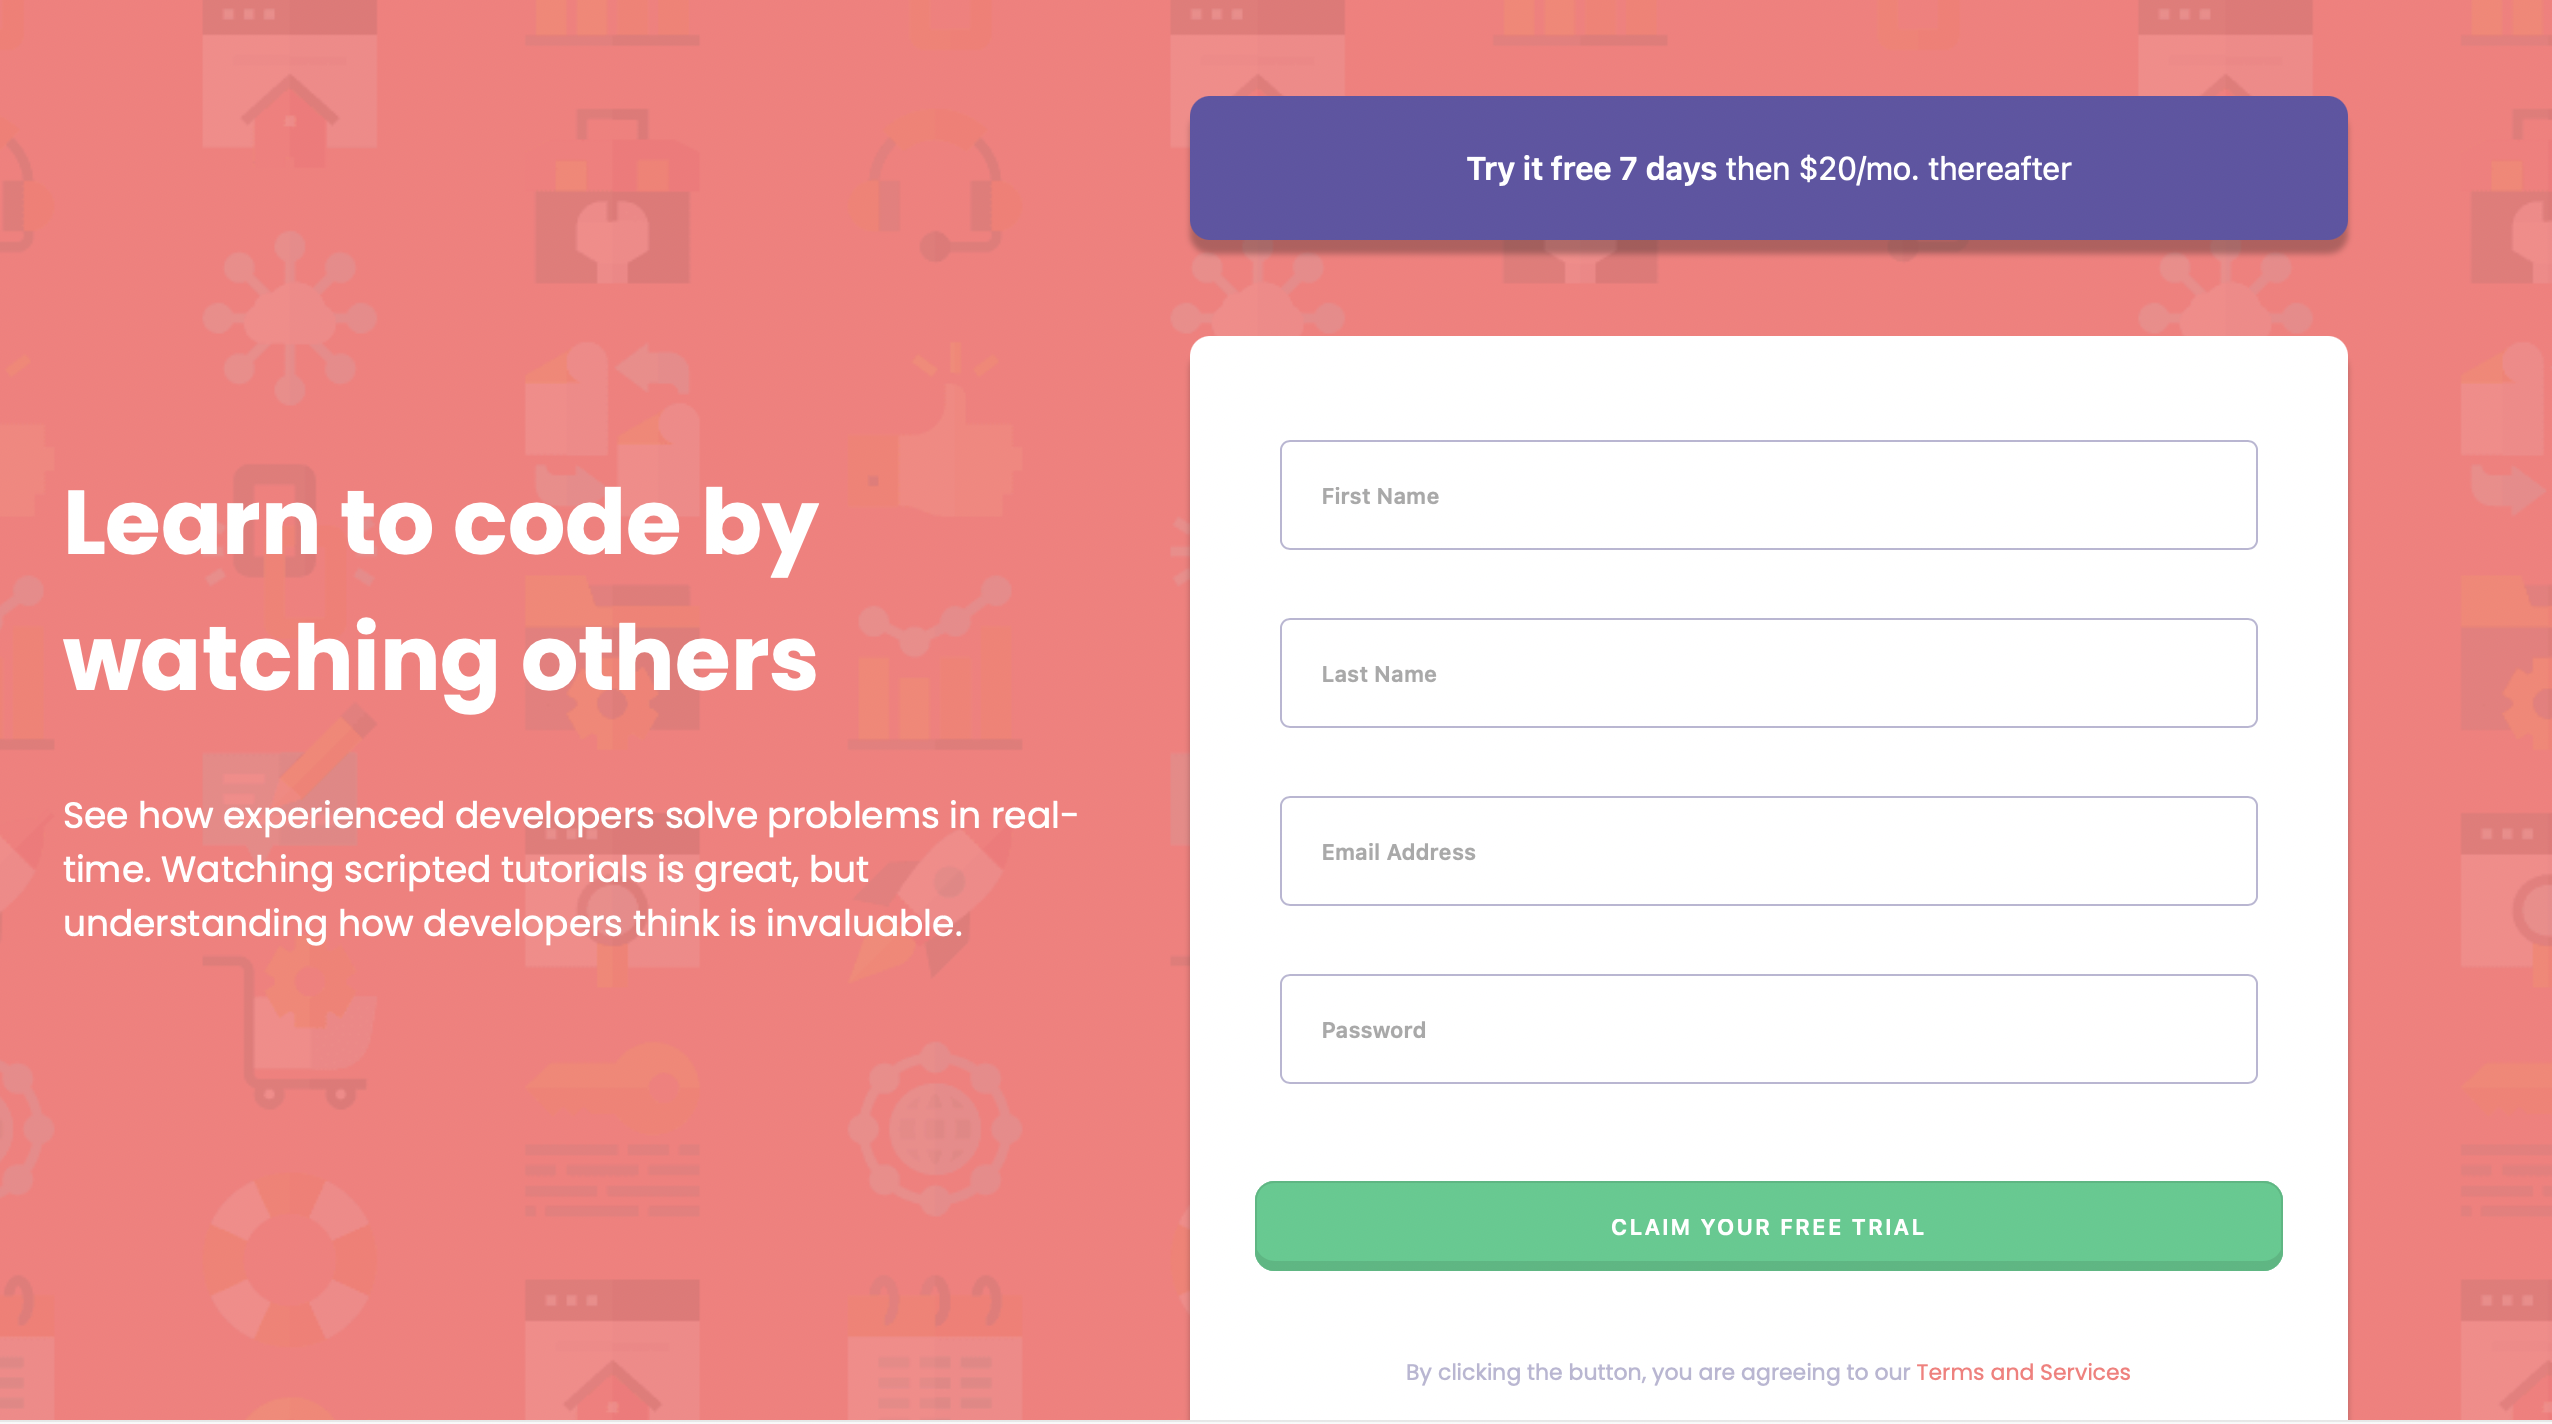 Learn to code by
watching others
See how experienced developers solve problems in real-
time. Watching scripted tutorials is great, but
understanding how developers think is invaluable.
Try it free 7 days then $20/mo. thereafter
First Name
Last Name
Email Address
Password
CLAIM YOUR FREE TRIAL
By clicking the button, you are agreeing to our Terms and Services